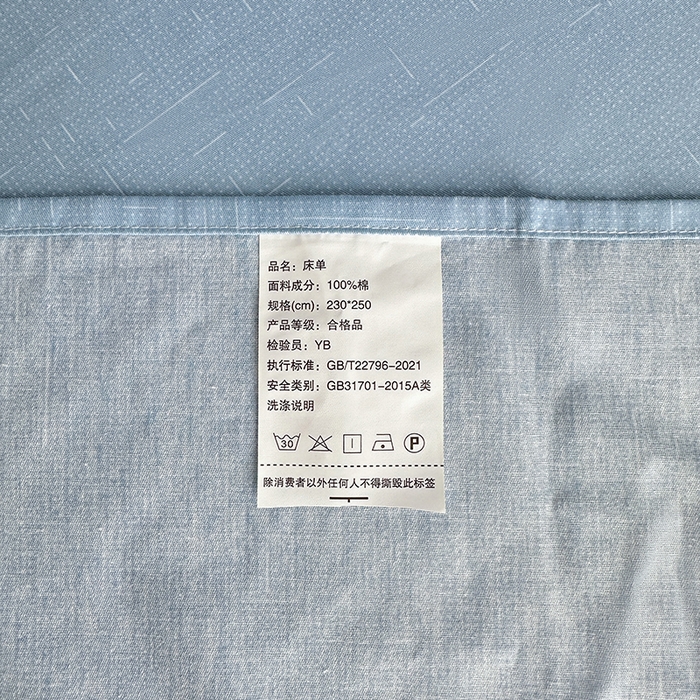 品名：床单
面料成分：100%棉
规格(cm)：230*250
产品等级：合格品
检验员：YB
执行标准：GB/T22796-2021
安全类别：GB31701-2015A类
洗涤说明
30 P
除消费者以外任何人不得撕毁此标签